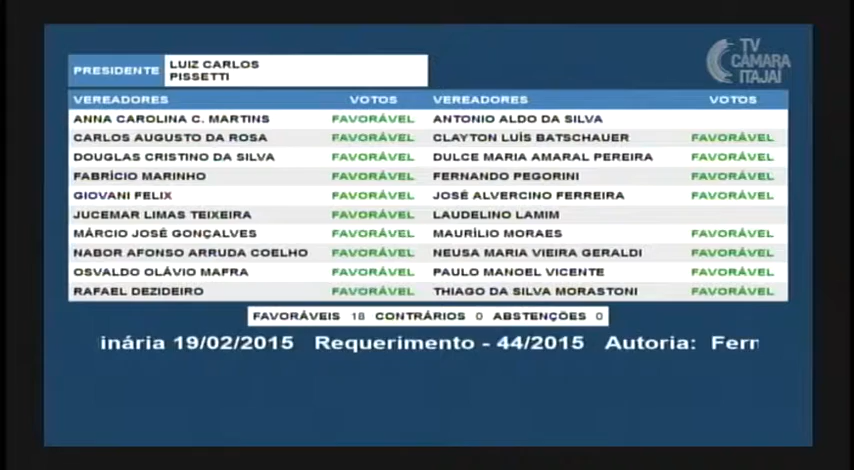 TV
CÂMARA
ITAJAÍ
PRESIDENTE LUIZ CARLOS
PISSETTI
VEREADORES VOTOS VEREADORES VOTOS
ANNA CAROLINA C. MARTINS FAVORÁVEL ANTONIO ALDO DA SILVA
CARLOS AUGUSTO DA ROSA FAVORÁVEL CLAYTON LUÍS BATSCHAUER FAVORÁVEL
DOUGLAS CRISTINO DA SILVA FAVORÁVEL DULCE MARIA AMARAL PEREIRA FAVORÁVEL
FABRÍCIO MARINHO FAVORÁVEL FERNANDO PEGORINI FAVORÁVEL
GIOVANI FELIX FAVORÁVEL JOSÉ ALVERCINO FERREIRA FAVORÁVEL
JUCEMAR LIMAS TEIXEIRA FAVORÁVEL LAUDELINO LAMIM
MÁRCIO JOSÉ GONÇALVES FAVORÁVEL MAURÍLIO MORAES FAVORÁVEL
NABOR AFONSO ARRUDA COELHO FAVORÁVEL NEUSA MARIA VIEIRA GERALDI FAVORÁVEL
OSVALDO OLÁVIO MAFRA FAVORÁVEL PAULO MANOEL VICENTE FAVORÁVEL
RAFAEL DEZIDEIRO FAVORÁVEL THIAGO DA SILVA MORASTONI FAVORÁVEL
FAVORÁVEIS 18 CONTRÁRIOS 0 ABSTENÇÕES 0
inária 19/02/2015 Requerimento - 44/2015 Autoria: Ferr